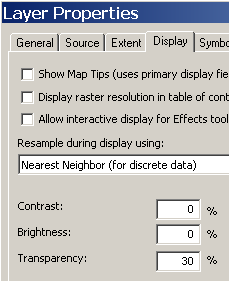 Layer Properties
General Source Extent Display Symbo
Show Map Tips (uses primary display fie
Display raster resolution in table of cont
Allow interactive display for Effects tool
Resample during display using:
Nearest Neighbor (for discrete data)
Contrast: 0 %
Brightness: 0 %
Transparency: 30 %